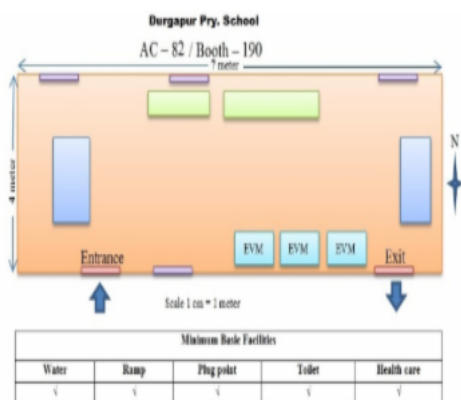 Durgapur Pry. School
AC – 82 / Booth – 190
7 meter
4 meter
N
EVM EVM EVM
Entrance
Exit
Scale 1 cm = 1 meter
Minimum Basic Facilities
Water Ramp Plug point Toilet Health care
√ √ √ √ √